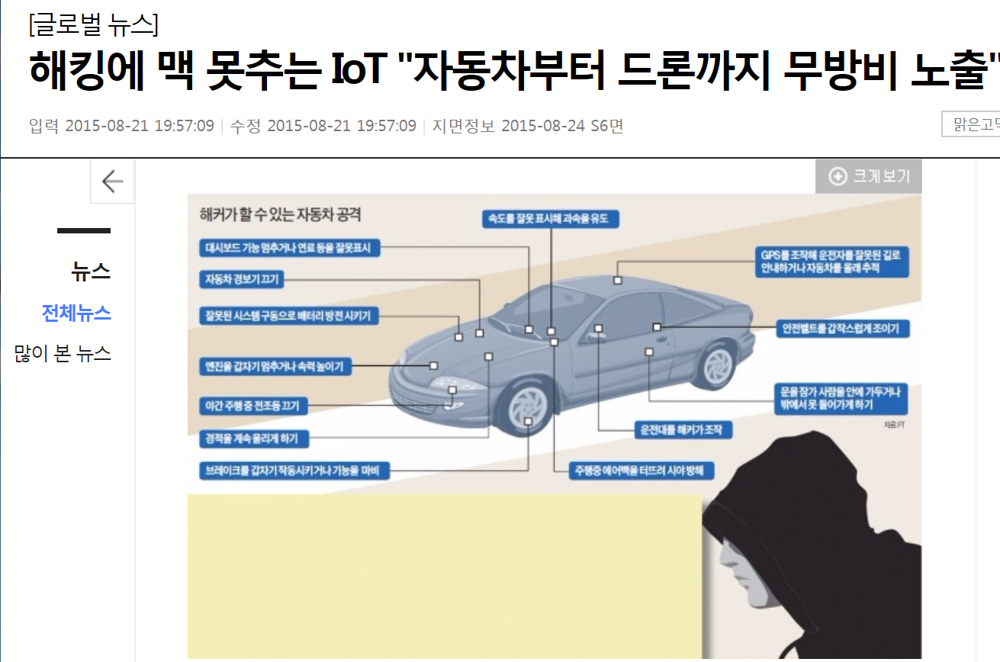 [글로벌 뉴스]
해킹에 맥 못추는 IoT "자동차부터 드론까지 무방비 노출"
입력 2015-08-21 19:57:09 | 수정 2015-08-21 19:57:09 | 지면정보 2015-08-24 S6면
맑은고딕
크게보기
뉴스
전체뉴스
많이 본 뉴스
해커가 할 수 있는 자동차 공격
속도를 잘못 표시해 과속을 유도
대시보드 기능 멈추거나 연료 등을 잘못표시
GPS를 조작해 운전자를 잘못된 길로
안내하거나 자동차를 몰래 추적
자동차 경보기 끄기
잘못된 시스템 구동으로 배터리 방전 시키기
안전벨트를 갑작스럽게 조이기
엔진을 갑자기 멈추거나 속력 높이기
문을 잠가 사람을 안에 가두거나
밖에서 못 들어가게 하기
야간 주행 중 전조등 끄기
자료:FT
운전대를 해커가 조작
경적을 계속 울리게 하기
브레이크를 갑자기 작동시키거나 기능을 마비
주행중 에어백을 터뜨려 시야 방해